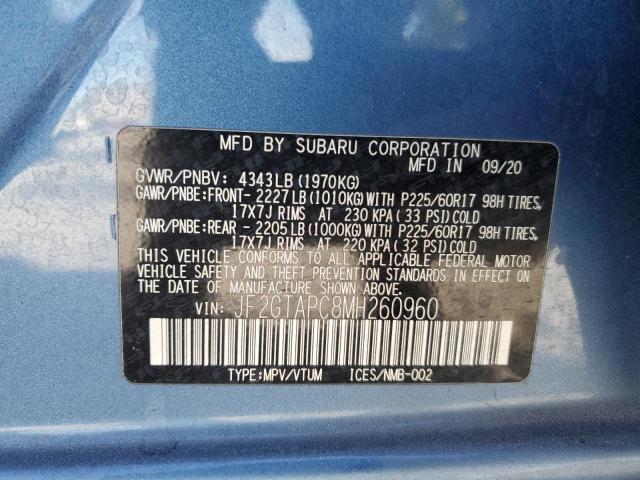 MFD BY SUBARU CORPORATION
MFD IN 09/20
GVWR/PNBV: 4343LB(1970KG)
GAWR/PNBE:FRONT- 2227LB(1010KG)WITH P225/60R17 98H TIRES,
17X7J RIMS AT 230 KPA( 33 PSI)COLD
GAWR/PNBE:REAR - 2205LB(1000KG)WITH P225/60R17 98H TIRES,
17X7J RIMS AT 220 KPA( 32 PSI)COLD
THIS VEHICLE CONFORMS TO ALL APPLICABLE FEDERAL MOTOR
VEHICLE SAFETY AND THEFT PREVENTION STANDARDS IN EFFECT ON
THE DATE OF MANUFACTURE SHOWN ABOVE.
VIN: JF2GTAPC8MH260960
TYPE:MPV/VTUM ICES/NMB-002